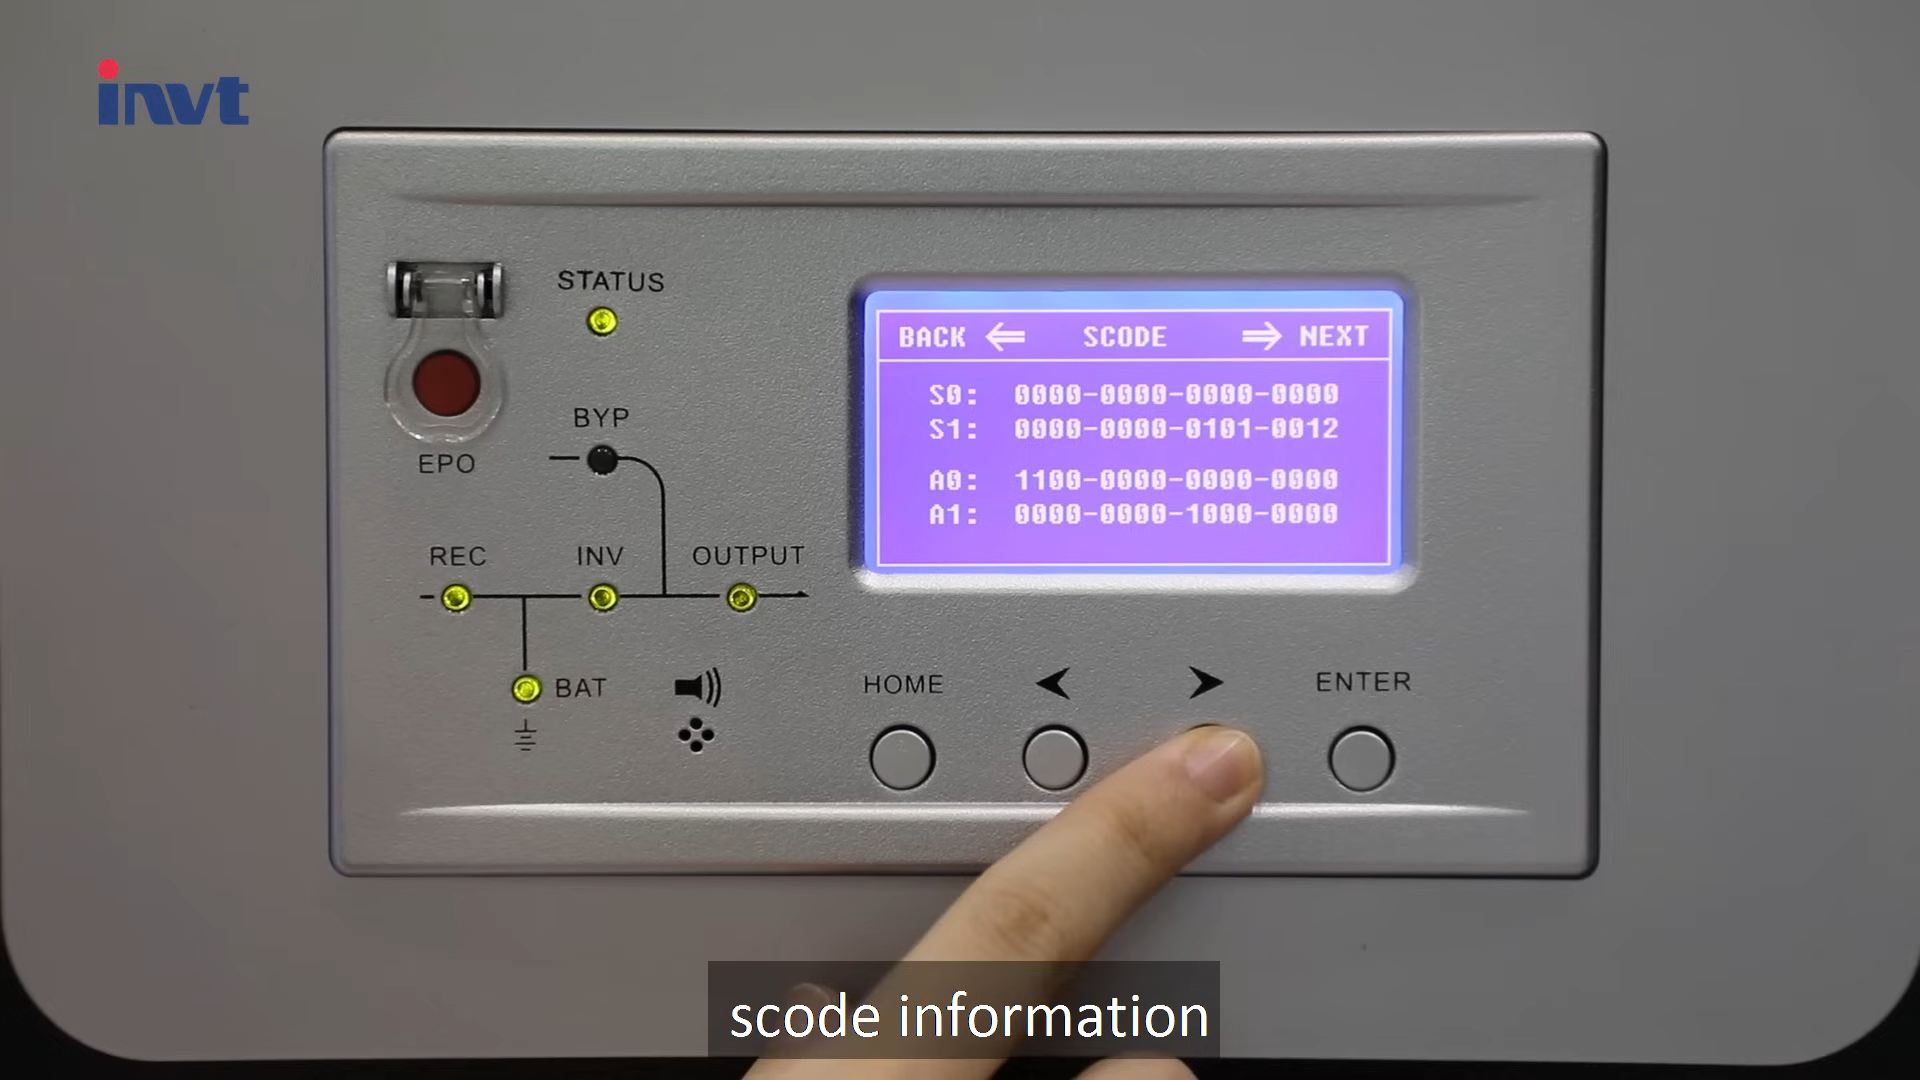 invt
STATUS
BYP
EPO
REC INV OUTPUT
BAT
BACK SCODE NEXT
S0: 0000-0000-0000-0000
S1: 0000-0000-0101-0012
A0: 1100-0000-0000-0000
A1: 0000-0000-1000-0000
HOME ENTER
scode information